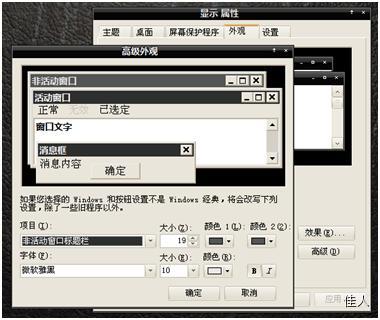 显示 属性
主题
桌面
屏幕保护程序
外观
设置
高级外观
非活动窗口
活动窗口
正常 无效 已选定
窗口文字
消息框
消息内容
确定
如果您选择的 Windows 和按钮设置不是 Windows 经典，将会改写下列
设置，除了一些旧程序以外。
项目(I): 大小(Z): 颜色 1(L): 颜色 2(2):
非活动窗口标题栏 19
字体(F): 大小(E): 颜色(R):
微软雅黑 10 B I
确定 取消
效果(E)...
高级(D)
应用
佳人